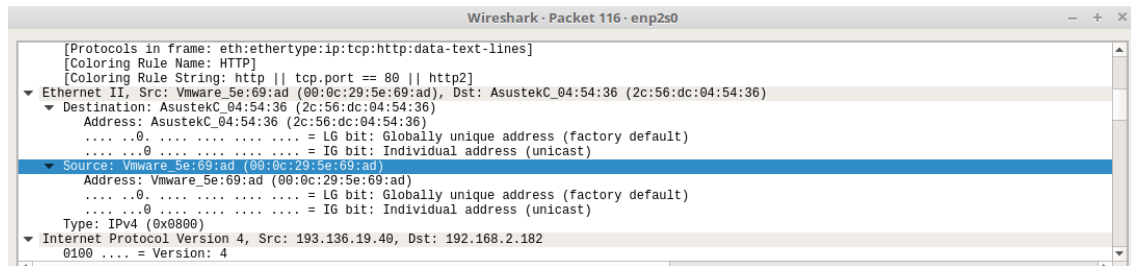 Wireshark · Packet 116 · enp2s0
[Protocols in frame: eth:ethertype:ip:tcp:http:data-text-lines]
[Coloring Rule Name: HTTP]
[Coloring Rule String: http || tcp.port == 80 || http2]
Ethernet II, Src: Vmware_5e:69:ad (00:0c:29:5e:69:ad), Dst: AsustekC_04:54:36 (2c:56:dc:04:54:36)
Destination: AsustekC_04:54:36 (2c:56:dc:04:54:36)
Address: AsustekC_04:54:36 (2c:56:dc:04:54:36)
.... ..0. .... .... .... .... = LG bit: Globally unique address (factory default)
.... ...0 .... .... .... .... = IG bit: Individual address (unicast)
Source: Vmware_5e:69:ad (00:0c:29:5e:69:ad)
Address: Vmware_5e:69:ad (00:0c:29:5e:69:ad)
.... ..0. .... .... .... .... = LG bit: Globally unique address (factory default)
.... ...0 .... .... .... .... = IG bit: Individual address (unicast)
Type: IPv4 (0x0800)
Internet Protocol Version 4, Src: 193.136.19.40, Dst: 192.168.2.182
0100 .... = Version: 4